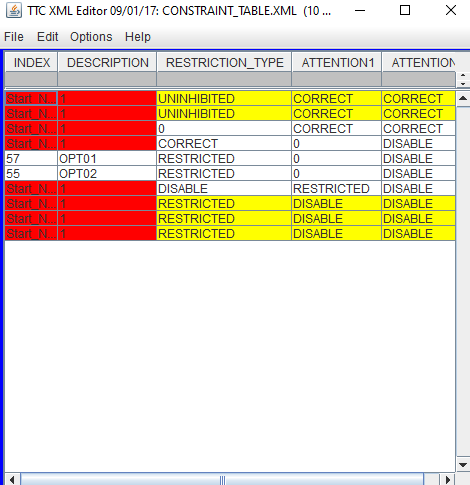 TTC XML Editor 09/01/17: CONSTRAINT_TABLE.XML (10 ...
File Edit Options Help
INDEX DESCRIPTION RESTRICTION_TYPE ATTENTION1 ATTENTION
Start_N... 1 UNINHIBITED CORRECT CORRECT
Start_N... 1 UNINHIBITED CORRECT CORRECT
Start_N... 1 0 CORRECT CORRECT
Start_N... 1 CORRECT 0 DISABLE
57 OPT01 RESTRICTED 0 DISABLE
55 OPT02 RESTRICTED 0 DISABLE
Start_N... 1 DISABLE RESTRICTED DISABLE
Start_N... 1 RESTRICTED DISABLE DISABLE
Start_N... 1 RESTRICTED DISABLE DISABLE
Start_N... 1 RESTRICTED DISABLE DISABLE